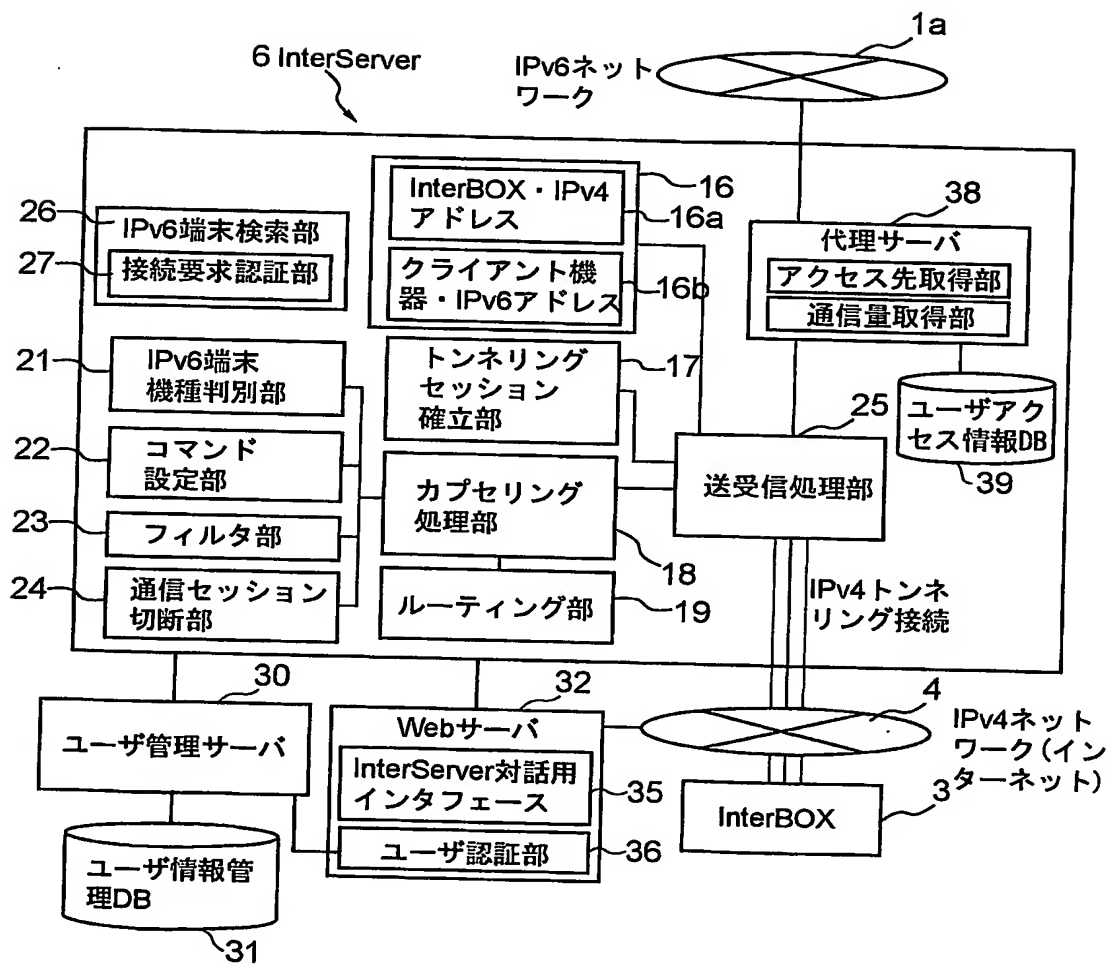 1a
6 InterServer
IPv6ネット
ワーク
16
InterBOX・IPv4
アドレス
16a
クライアント機
器・IPv6アドレス
16b
26
IPv6端末検索部
27
接続要求認証部
38
代理サーバ
アクセス先取得部
通信量取得部
21
IPv6端末
機種判別部
トンネリング
セッション
確立部
17
25
ユーザアク
セス情報DB
39
22
コマンド
設定部
カプセリング
処理部
18
送受信処理部
23
フィルタ部
24
通信セッション
切断部
ルーティング部
19
IPv4トンネ
リング接続
30
ユーザ管理サーバ
32
Webサーバ
InterServer対話用
インタフェース
35
ユーザ認証部
36
4
IPv4ネット
ワーク(イン
ターネット)
InterBOX
3
ユーザ情報管
理DB
31